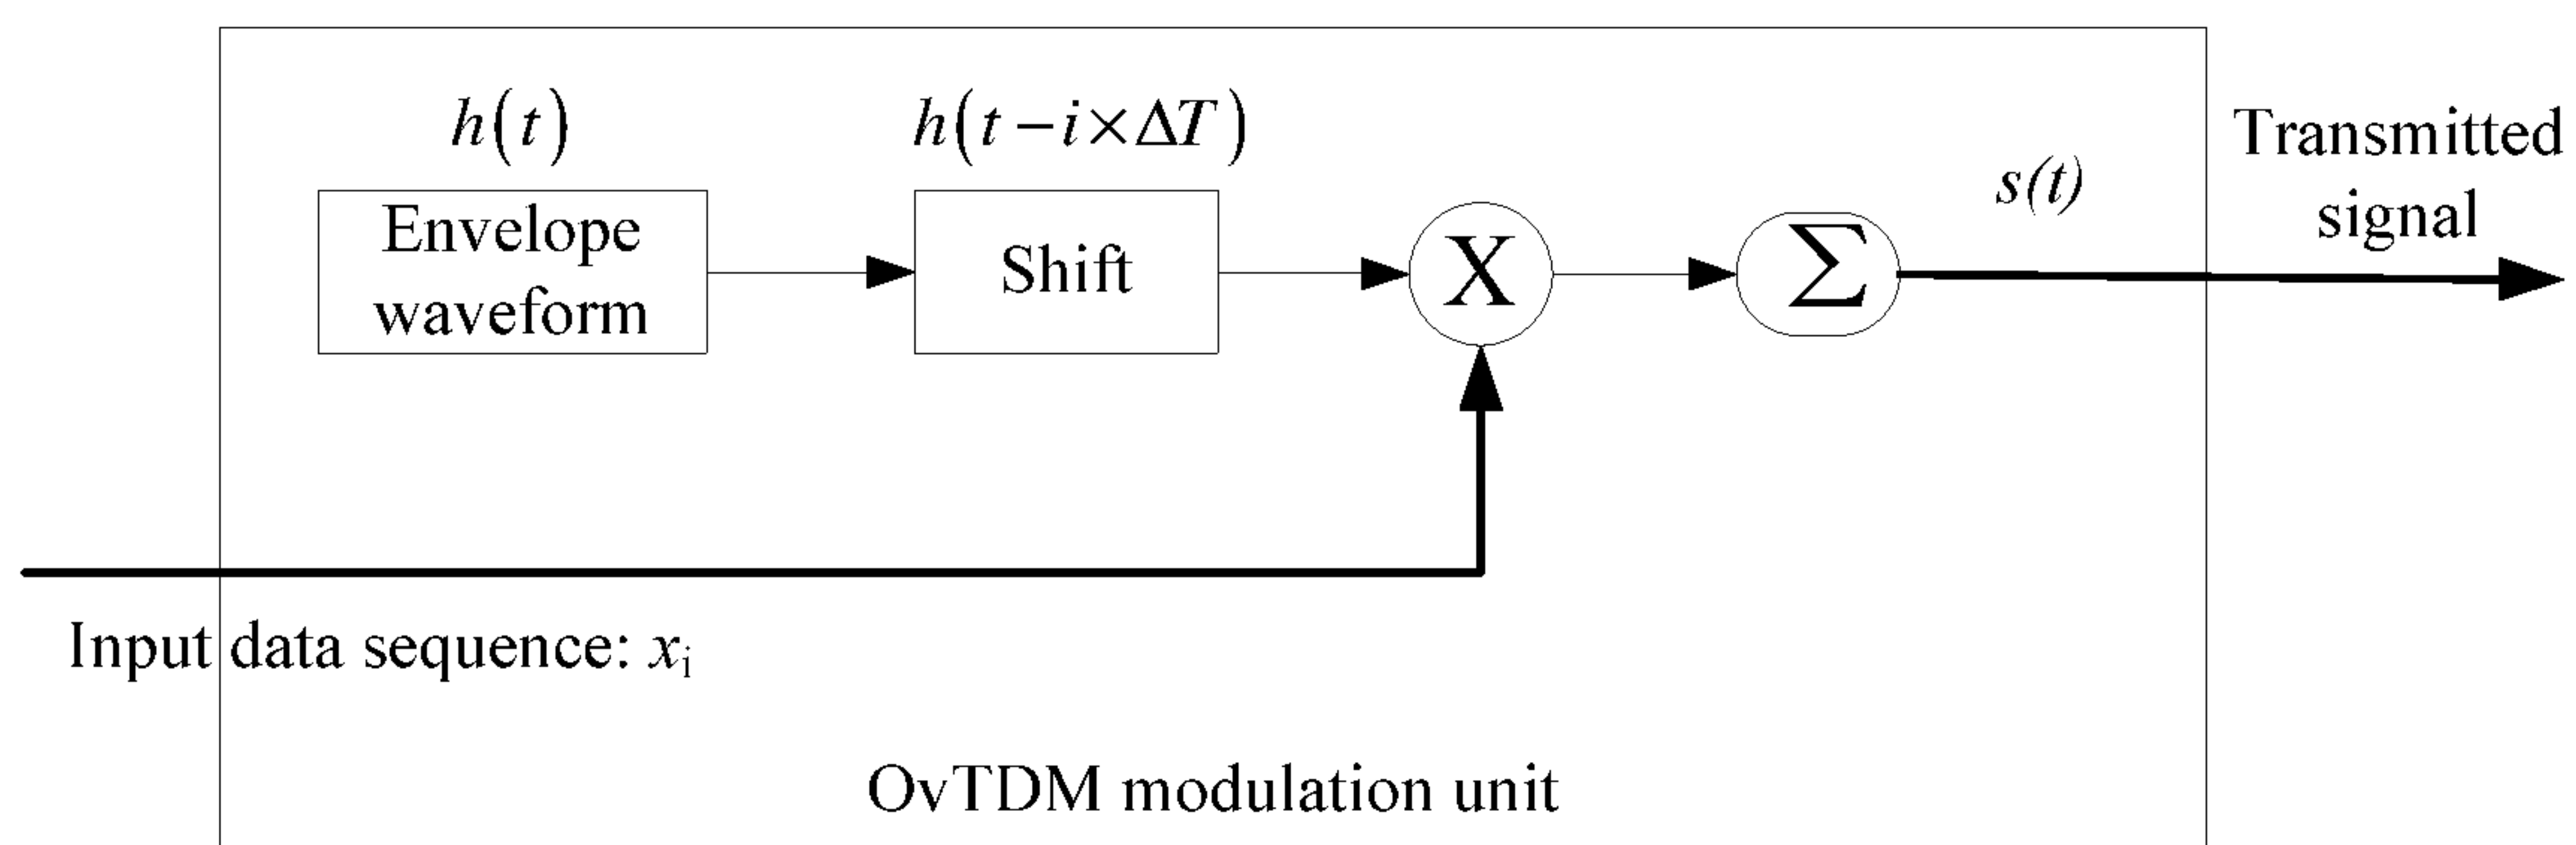 h(t)
h(t−i×ΔT)
Transmitted
signal
s(t)
Envelope
waveform
Shift
X
Σ
Input data sequence: xi
OvTDM modulation unit